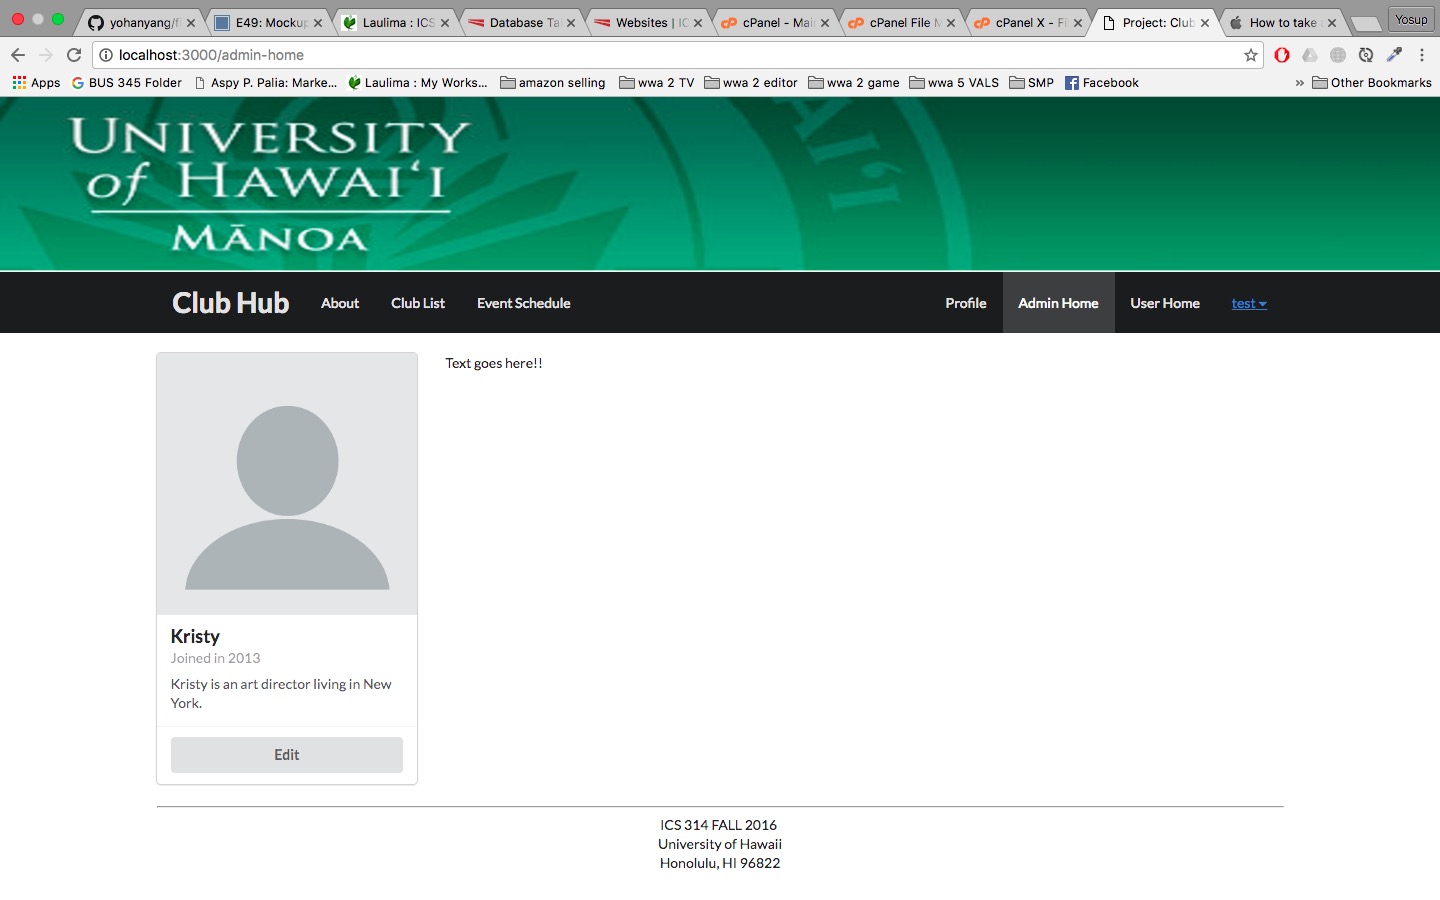 yohanyang/f
E49: Mockup
Laulima : ICS
Database Ta
Websites | IC
cPanel - Mai
cPanel File M
cPanel X - Fi
Project: Club
How to take
Yosup
localhost:3000/admin-home
Apps
BUS 345 Folder
Aspy P. Palia: Marke...
Laulima : My Works...
amazon selling
wwa 2 TV
wwa 2 editor
wwa 2 game
wwa 5 VALS
SMP
Facebook
»
Other Bookmarks
UNIVERSITY
of HAWAIʻI
MĀNOA
AIʻI
Club Hub
About
Club List
Event Schedule
Profile
Admin Home
User Home
test
Text goes here!!
Kristy
Joined in 2013
Kristy is an art director living in New
York.
Edit
ICS 314 FALL 2016
University of Hawaii
Honolulu, HI 96822